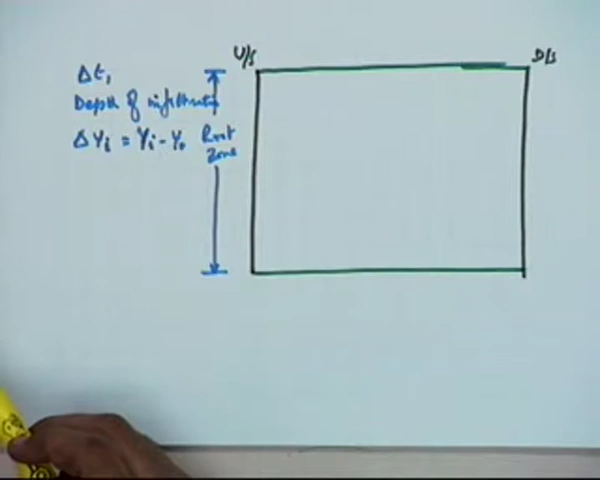 U/s
D/s
Δt,
Depth of infiltration
ΔYi = Yi - Y0
Root
Zone